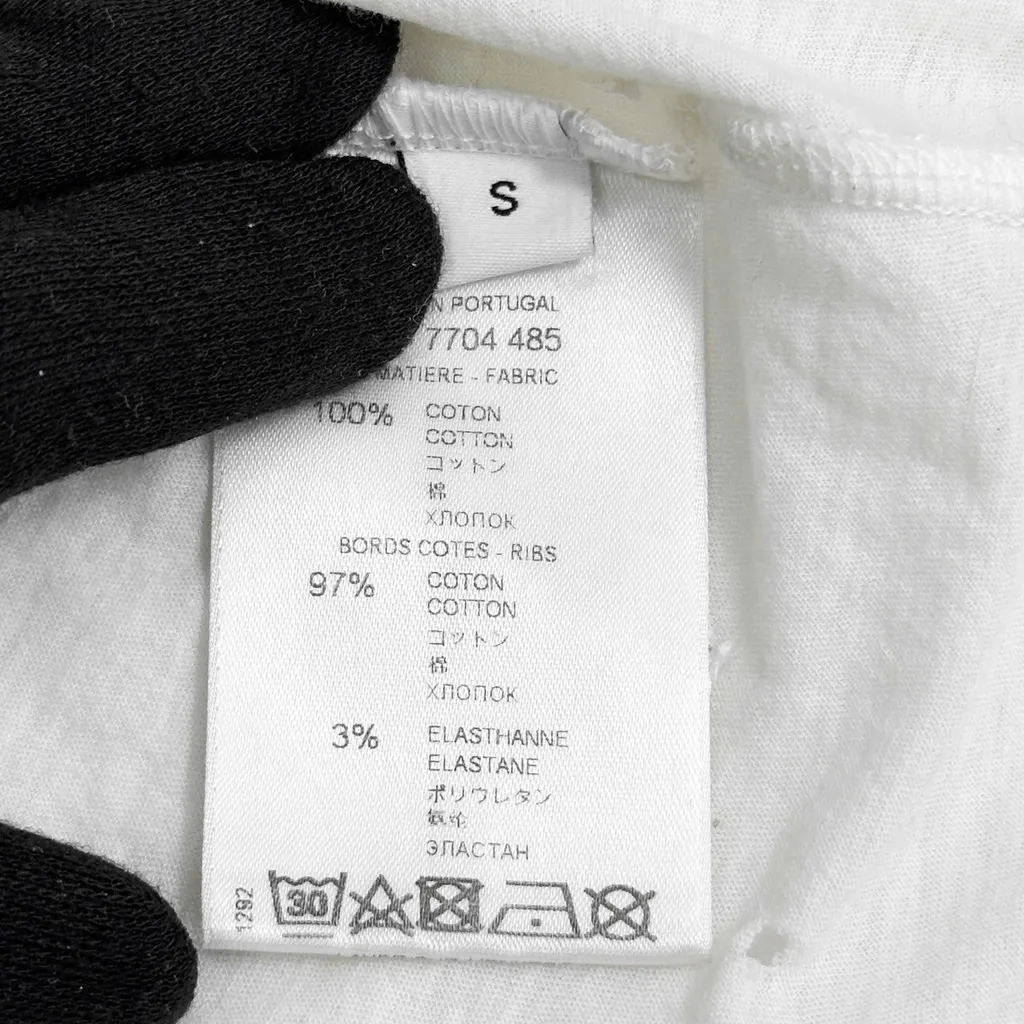 S
N PORTUGAL
7704 485
MATIERE - FABRIC
100% COTON
COTTON
コットン
棉
ХЛОПОК
BORDS COTES - RIBS
97% COTON
COTTON
コットン
棉
ХЛОПОК
3% ELASTHANNE
ELASTANE
ポリウレタン
ЭЛАСТАН
1292
30